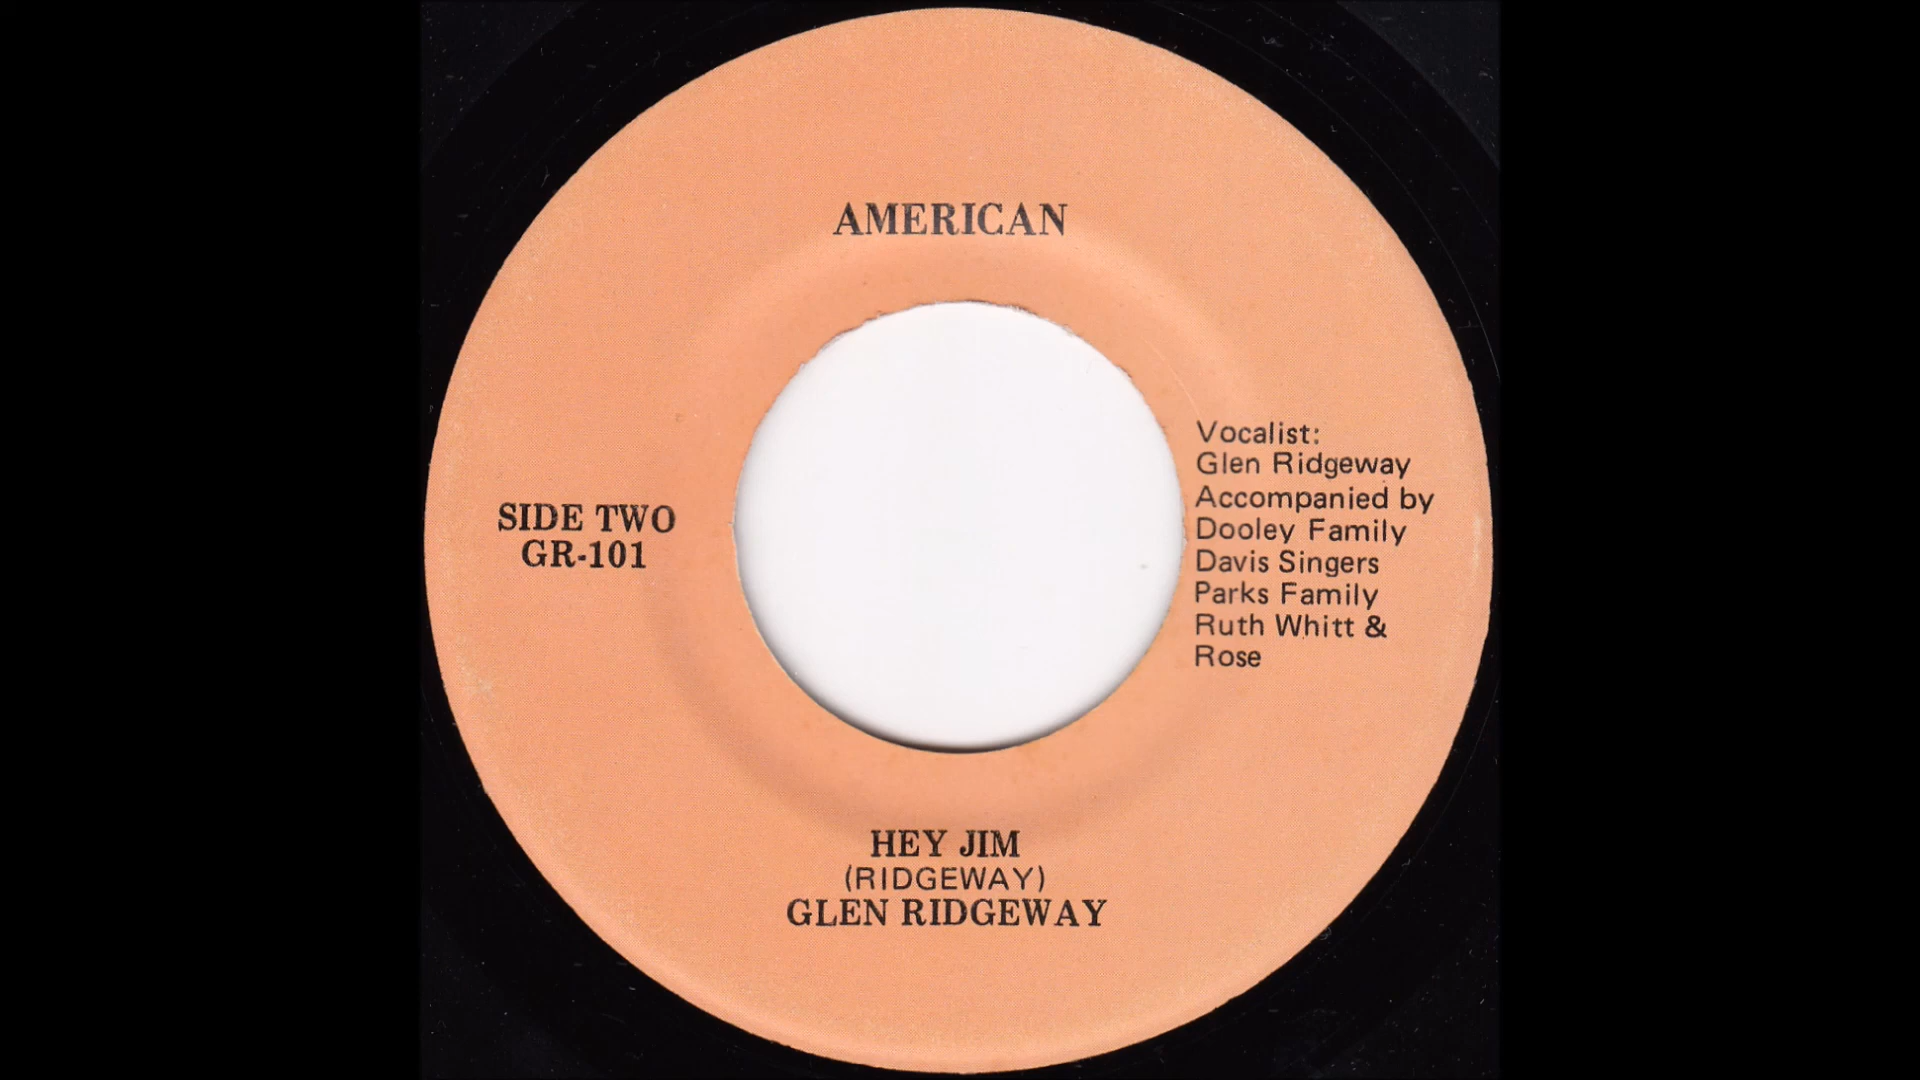 AMERICAN
SIDE TWO
GR-101
Vocalist:
Glen Ridgeway
Accompanied by
Dooley Family
Davis Singers
Parks Family
Ruth Whitt &
Rose
HEY JIM
(RIDGEWAY)
GLEN RIDGEWAY